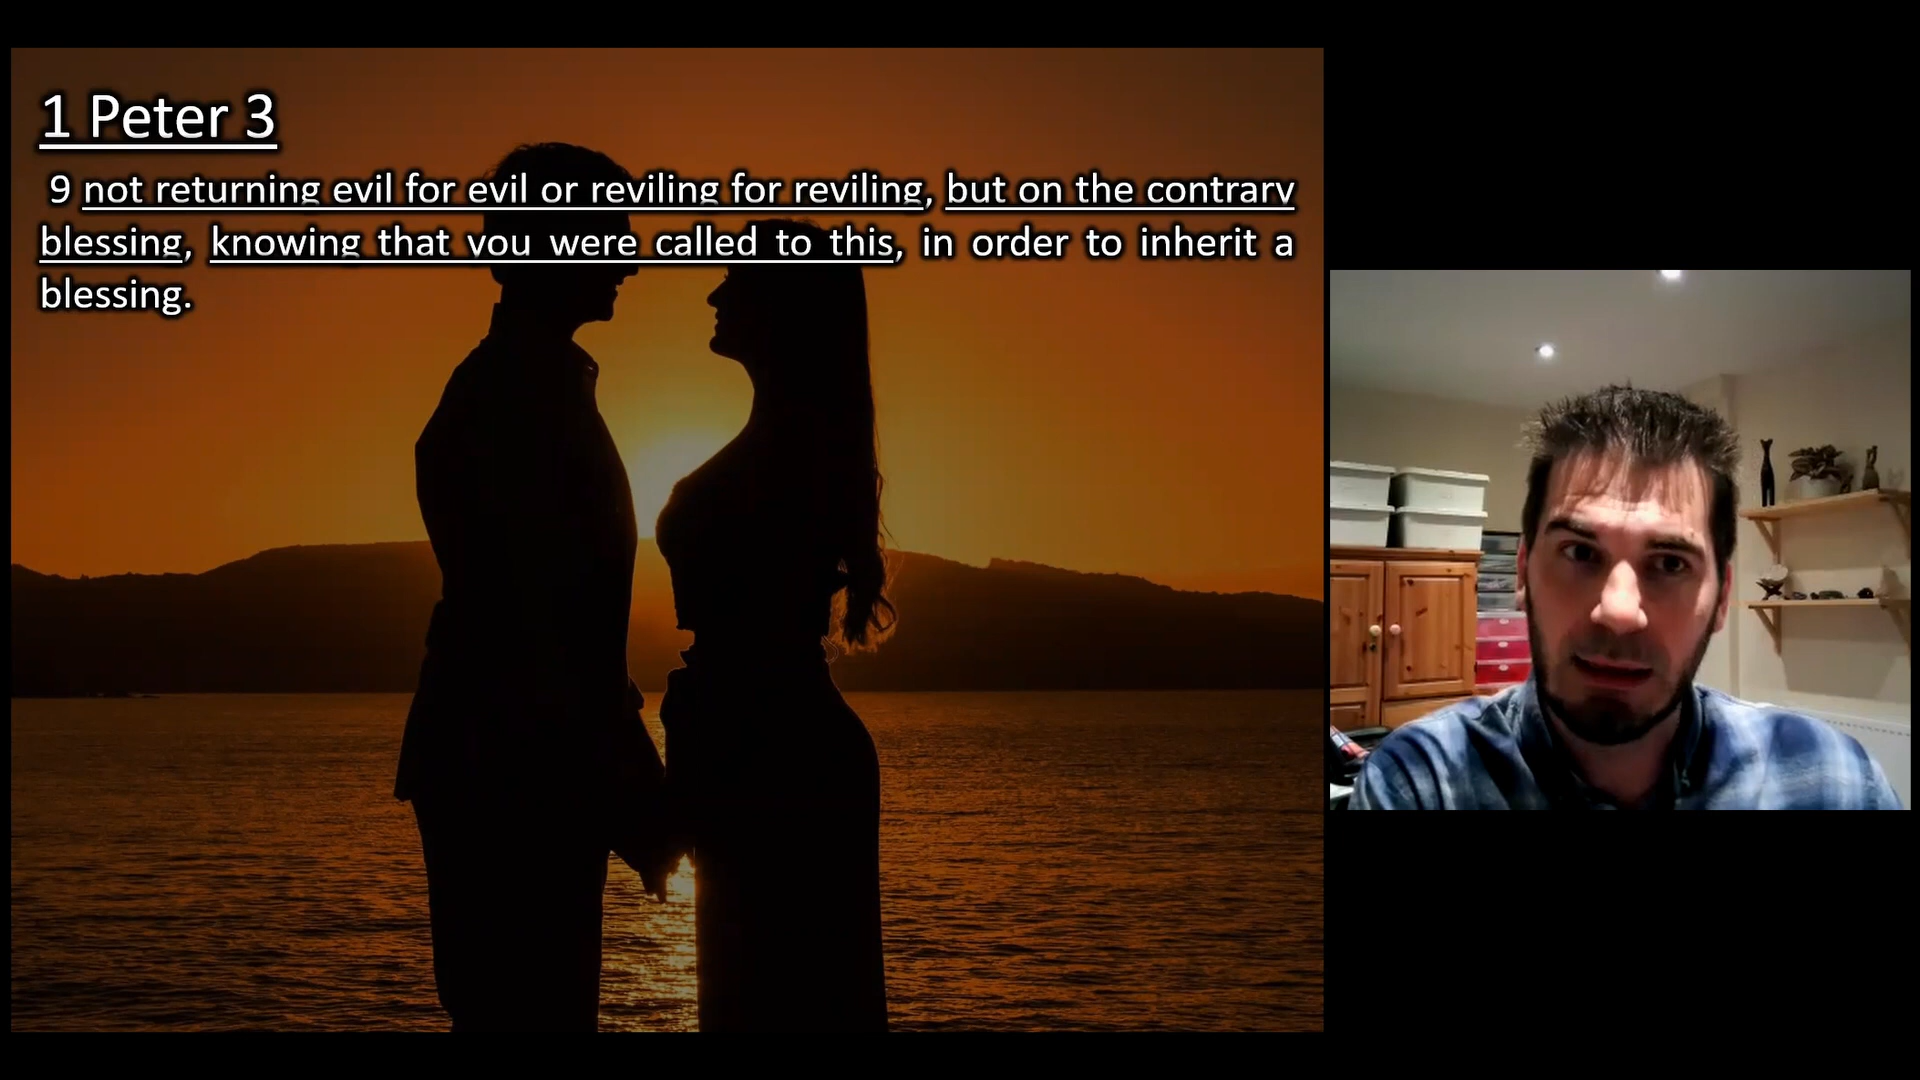 1 Peter 3
9 not returning evil for evil or reviling for reviling, but on the contrary
blessing, knowing that you were called to this, in order to inherit a
blessing.